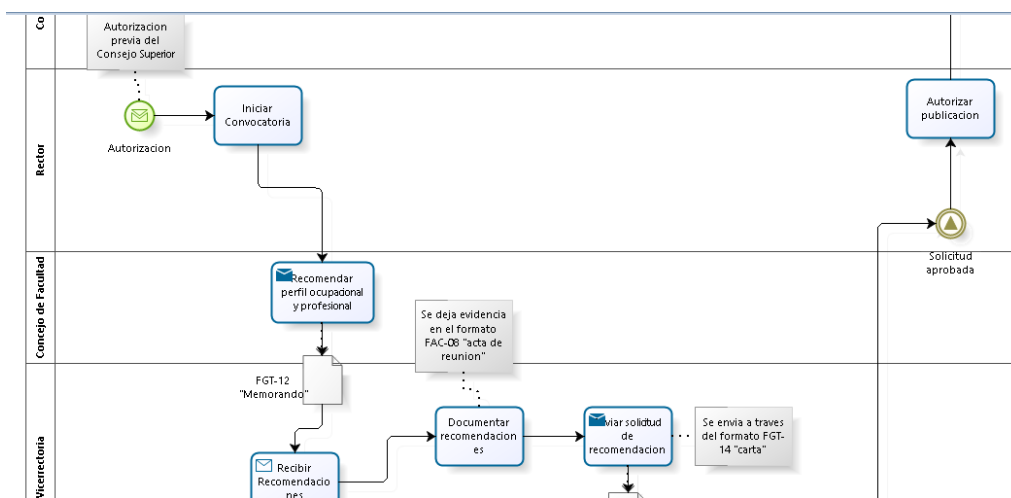 Co
Autorizacion
previa del
Consejo Superior
Rector
Autorizacion
Iniciar
Convocatoria
Autorizar
publicacion
Solicitud
aprobada
Concejo de Facultad
Recomendar
perfil ocupacional
y profesional
Se deja evidencia
en el formato
FAC-08 "acta de
reunion"
FGT-12
"Memorando"
Vicerrectoria
Recibir
Recomendacio
nes
Documentar
recomendacion
es
viar solicitud
de
recomendacion
Se envia a traves
del formato FGT-
14 "carta"